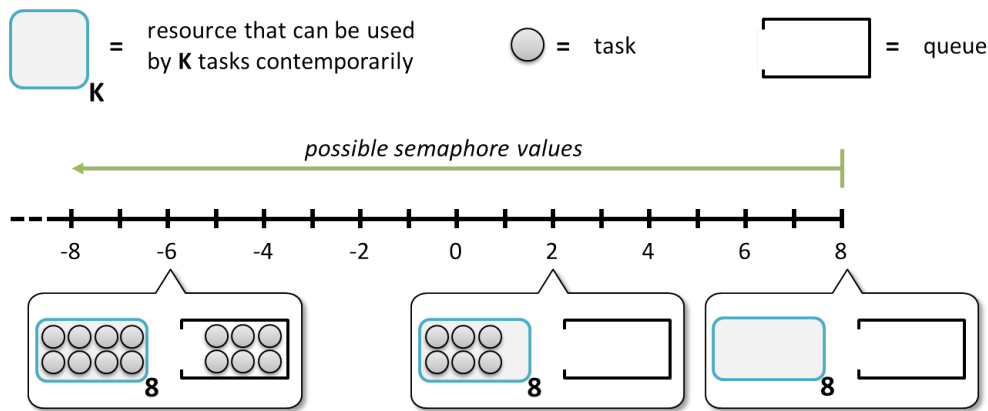 = resource that can be used
by K tasks contemporarily
K
= task
= queue
possible semaphore values
-8 -6 -4 -2 0 2 4 6 8
8 8 8